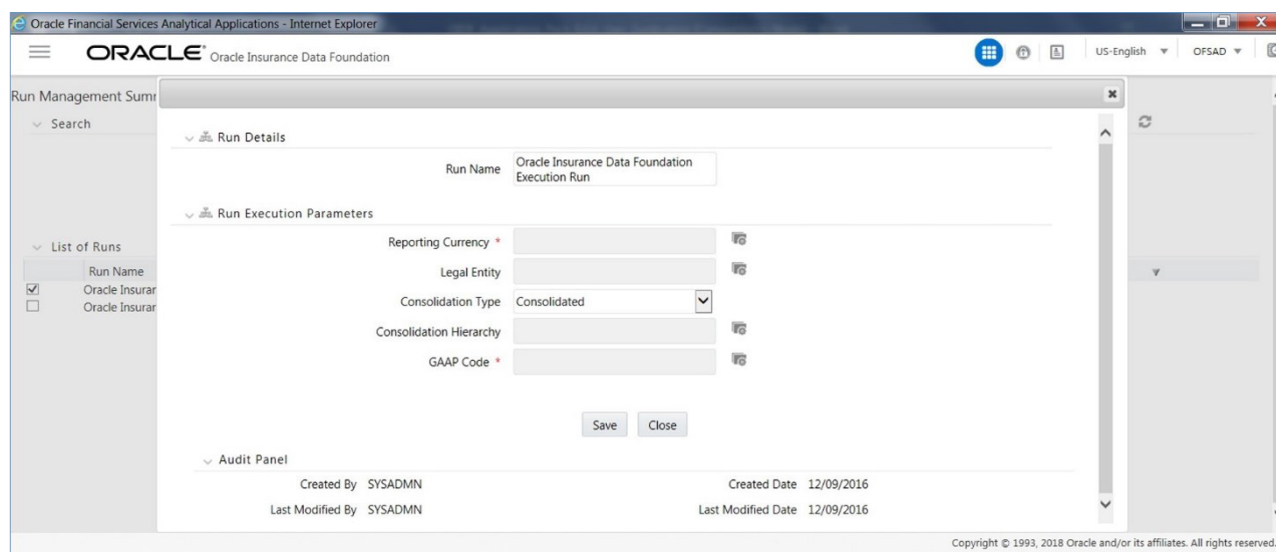 Oracle Financial Services Analytical Applications - Internet Explorer
ORACLE® Oracle Insurance Data Foundation
US-English
OFSAD
Run Management Summ
Search
Run Details
Run Name
Oracle Insurance Data Foundation
Execution Run
Run Execution Parameters
Reporting Currency *
List of Runs
Legal Entity
Run Name
Oracle Insuran
Consolidation Type Consolidated
Oracle Insuran
Consolidation Hierarchy
GAAP Code *
Save Close
Audit Panel
Created By SYSADMN Created Date 12/09/2016
Last Modified By SYSADMN Last Modified Date 12/09/2016
Copyright © 1993, 2018 Oracle and/or its affiliates. All rights reserved.